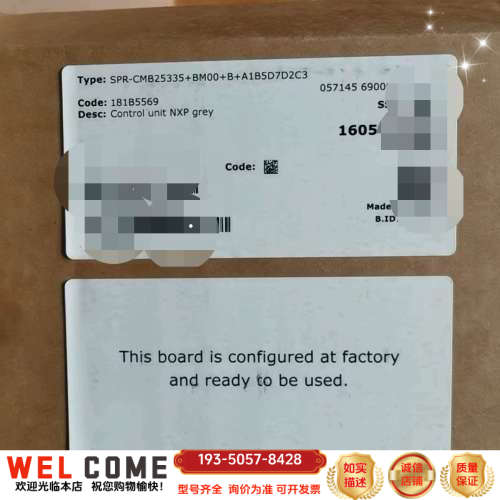 Type: SPR-CMB25335+BM00+B+A1B5D7D2C3
057145 6900
Code: 181B5569
Desc: Control unit NXP grey
1605
Code:
Made
B.ID
This board is configured at factory
and ready to be used.
WEL COME
欢迎光临本店 祝您购物愉快!
193-5057-8428
型号齐全 询价为准 可开发票
如实
描述
诚信
店铺
品质
保证